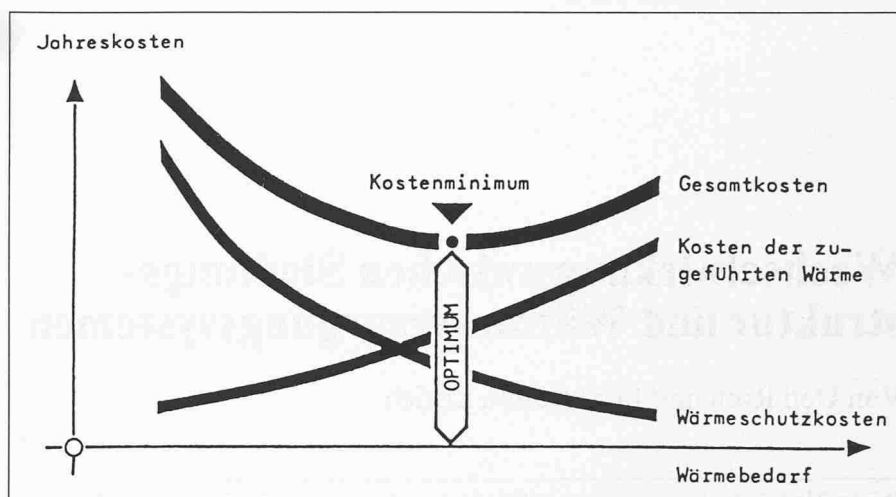 Jahreskosten
Kostenminimum
Gesamtkosten
Kosten der zu-
geführten Wärme
OPTIMUM
Wärmeschutzkosten
Wärmebedarf